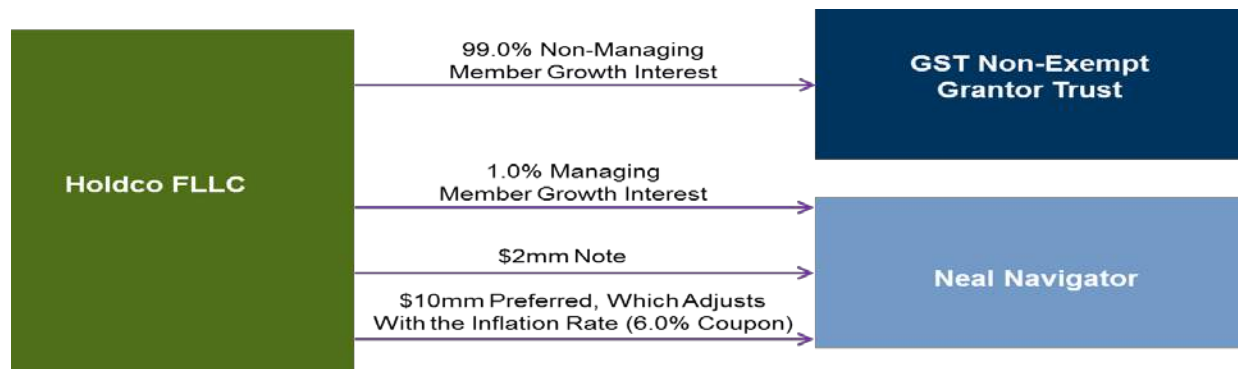 Holdco FLLC
99.0% Non-Managing
Member Growth Interest
GST Non-Exempt
Grantor Trust
1.0% Managing
Member Growth Interest
$2mm Note
$10mm Preferred, Which Adjusts
With the Inflation Rate (6.0% Coupon)
Neal Navigator